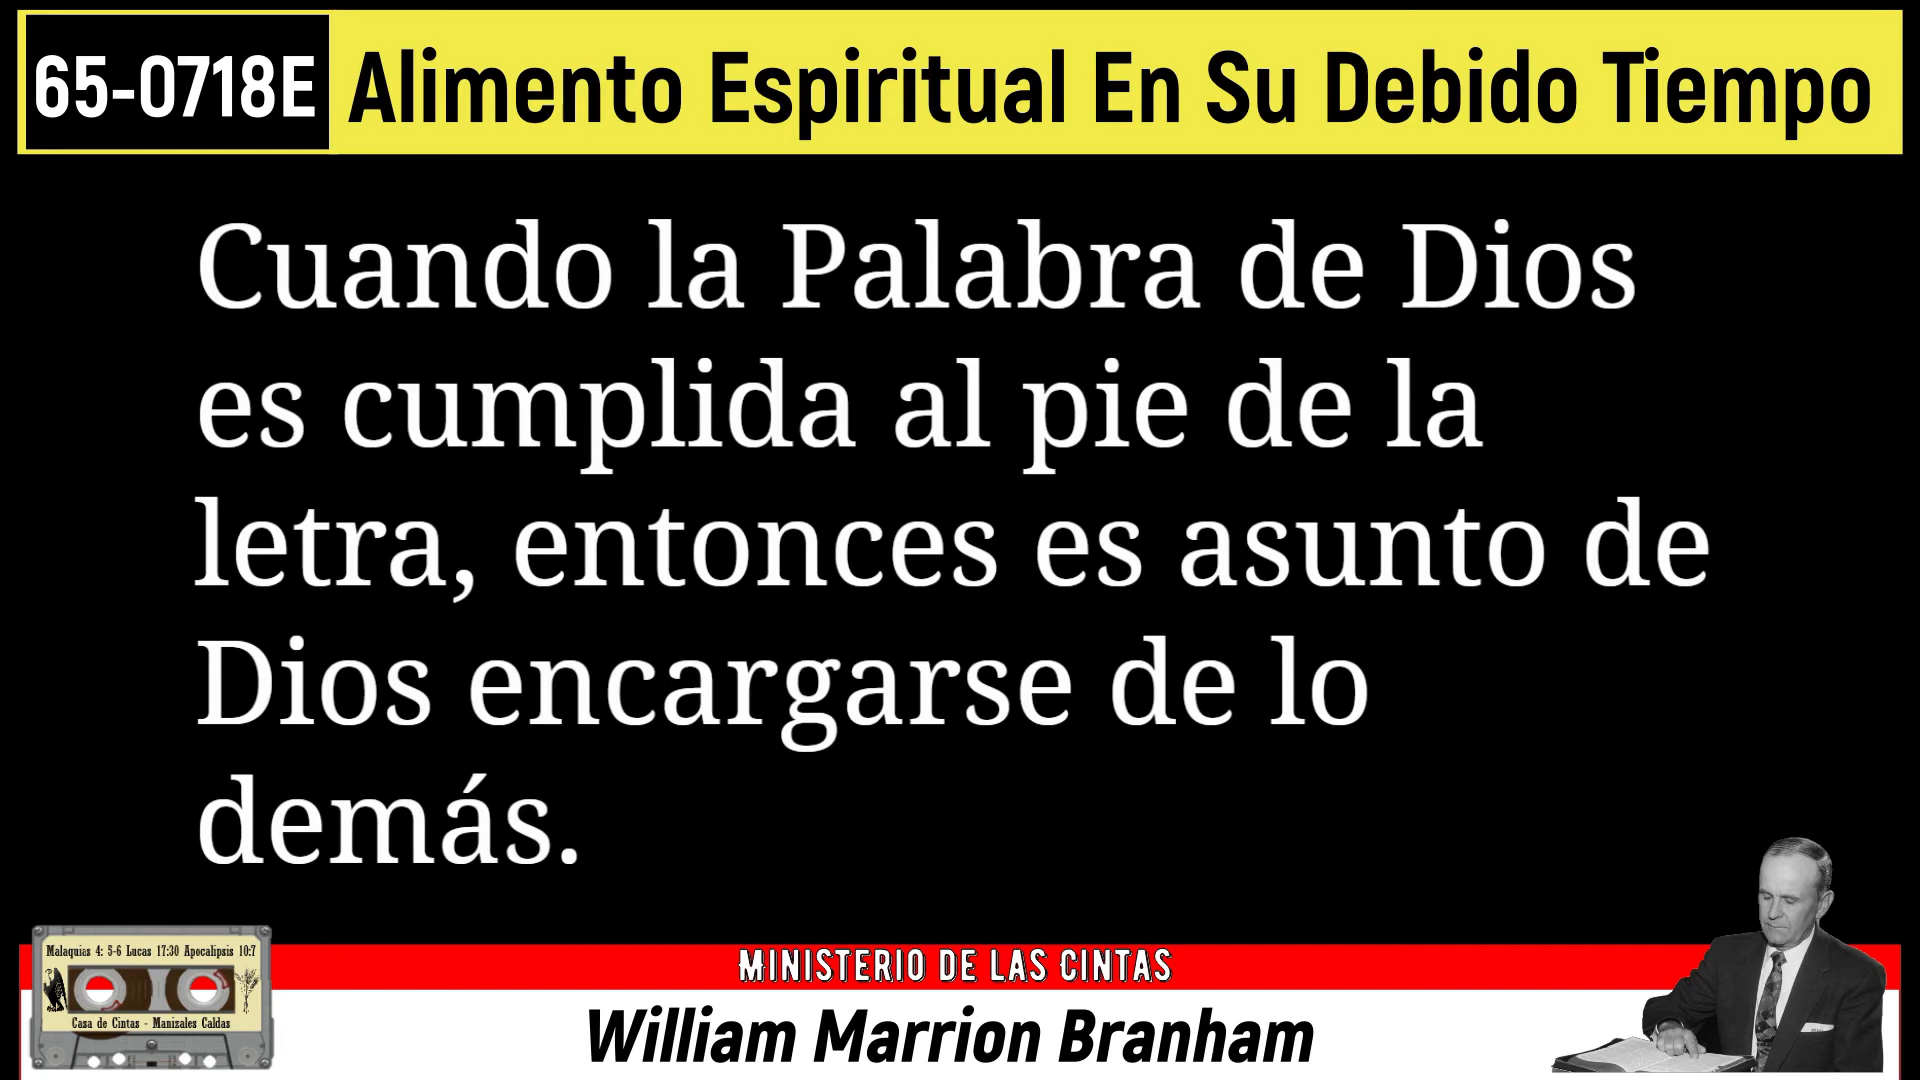 65-0718E Alimento Espiritual En Su Debido Tiempo
Cuando la Palabra de Dios
es cumplida al pie de la
letra, entonces es asunto de
Dios encargarse de lo
demás.
Malaquias 4: 5-6 Lucas 17:30 Apocalipsis 10:7
Casa de Cintas - Manizales Caldas
MINISTERIO DE LAS CINTAS
William Marrion Branham